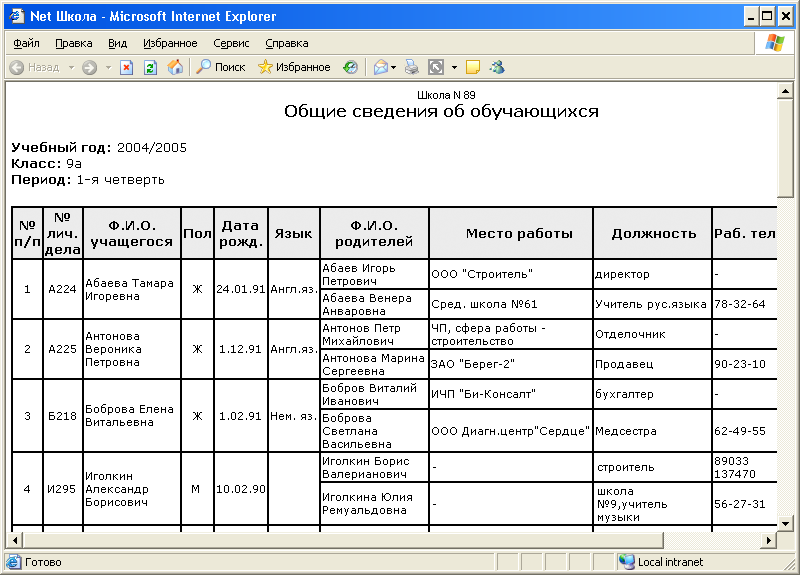 Net Школа - Microsoft Internet Explorer
Файл Правка Вид Избранное Сервис Справка
Назад Поиск Избранное
Школа N 89
Общие сведения об обучающихся
Учебный год: 2004/2005
Класс: 9а
Период: 1-я четверть
№ п/п № лич. дела Ф.И.О. учащегося Пол Дата рожд. Язык Ф.И.О. родителей Место работы Должность Раб. тел
1 А224 Абаева Тамара Игоревна Ж 24.01.91 Англ.яз. Абаев Игорь Петрович ООО "Строитель" директор -
Абаева Венера Анваровна Сред. школа №61 Учитель рус.языка 78-32-64
2 А225 Антонова Вероника Петровна Ж 1.12.91 Англ.яз. Антонов Петр Михайлович ЧП, сфера работы - строительство Отделочник -
Антонова Марина Сергеевна ЗАО "Берег-2" Продавец 90-23-10
3 Б218 Боброва Елена Витальевна Ж 1.02.91 Нем. яз. Бобров Виталий Иванович ИЧП "Би-Консалт" бухгалтер -
Боброва Светлана Васильевна ООО Диагн.центр"Сердце" Медсестра 62-49-55
4 И295 Иголкин Александр Борисович М 10.02.90 Иголкин Борис Валерианович - строитель 89033 137470
Иголкина Юлия Ремуальдовна - школа №9,учитель музыки 56-27-31
Готово Local intranet